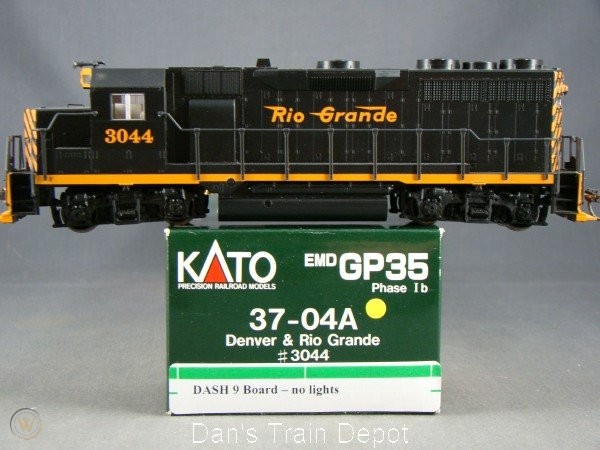 Rio Grande
3044
KATO
PRECISION RAILROAD MODELS
EMD GP35
Phase Ib
37-04A
Denver & Rio Grande
#3044
DASH 9 Board – no lights
Dan's Train Depot